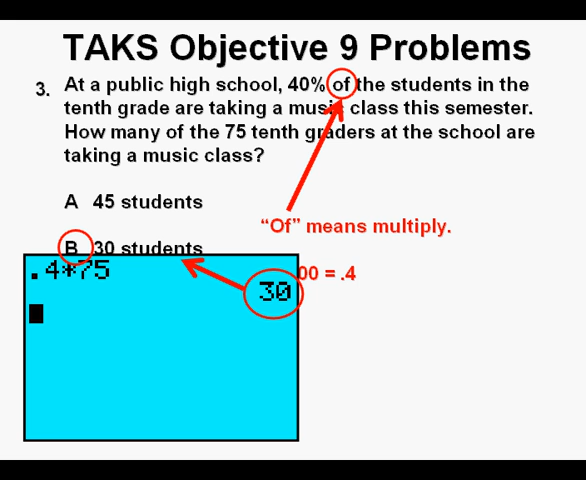 TAKS Objective 9 Problems
3. At a public high school, 40% of the students in the
tenth grade are taking a music class this semester.
How many of the 75 tenth graders at the school are
taking a music class?
A 45 students
"Of" means multiply.
B 30 students
.4*75
00 = .4
30